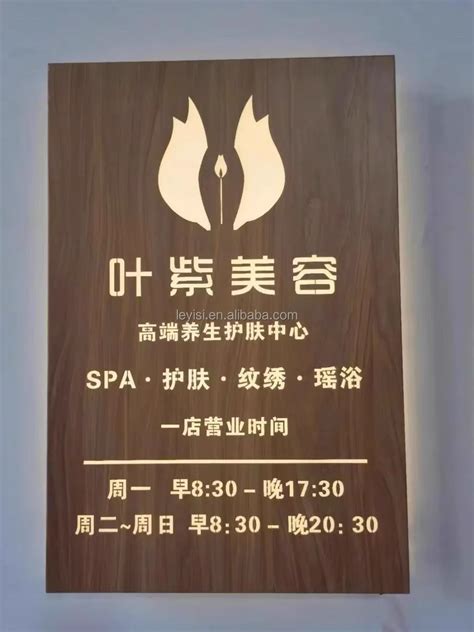 叶紫美容
leyisi.en.alibaba.com
高端养生护肤中心
SPA·护肤·纹绣·瑶浴
一店营业时间
周一 早8:30-晚17:30
周二~周日 早8:30-晚20:30